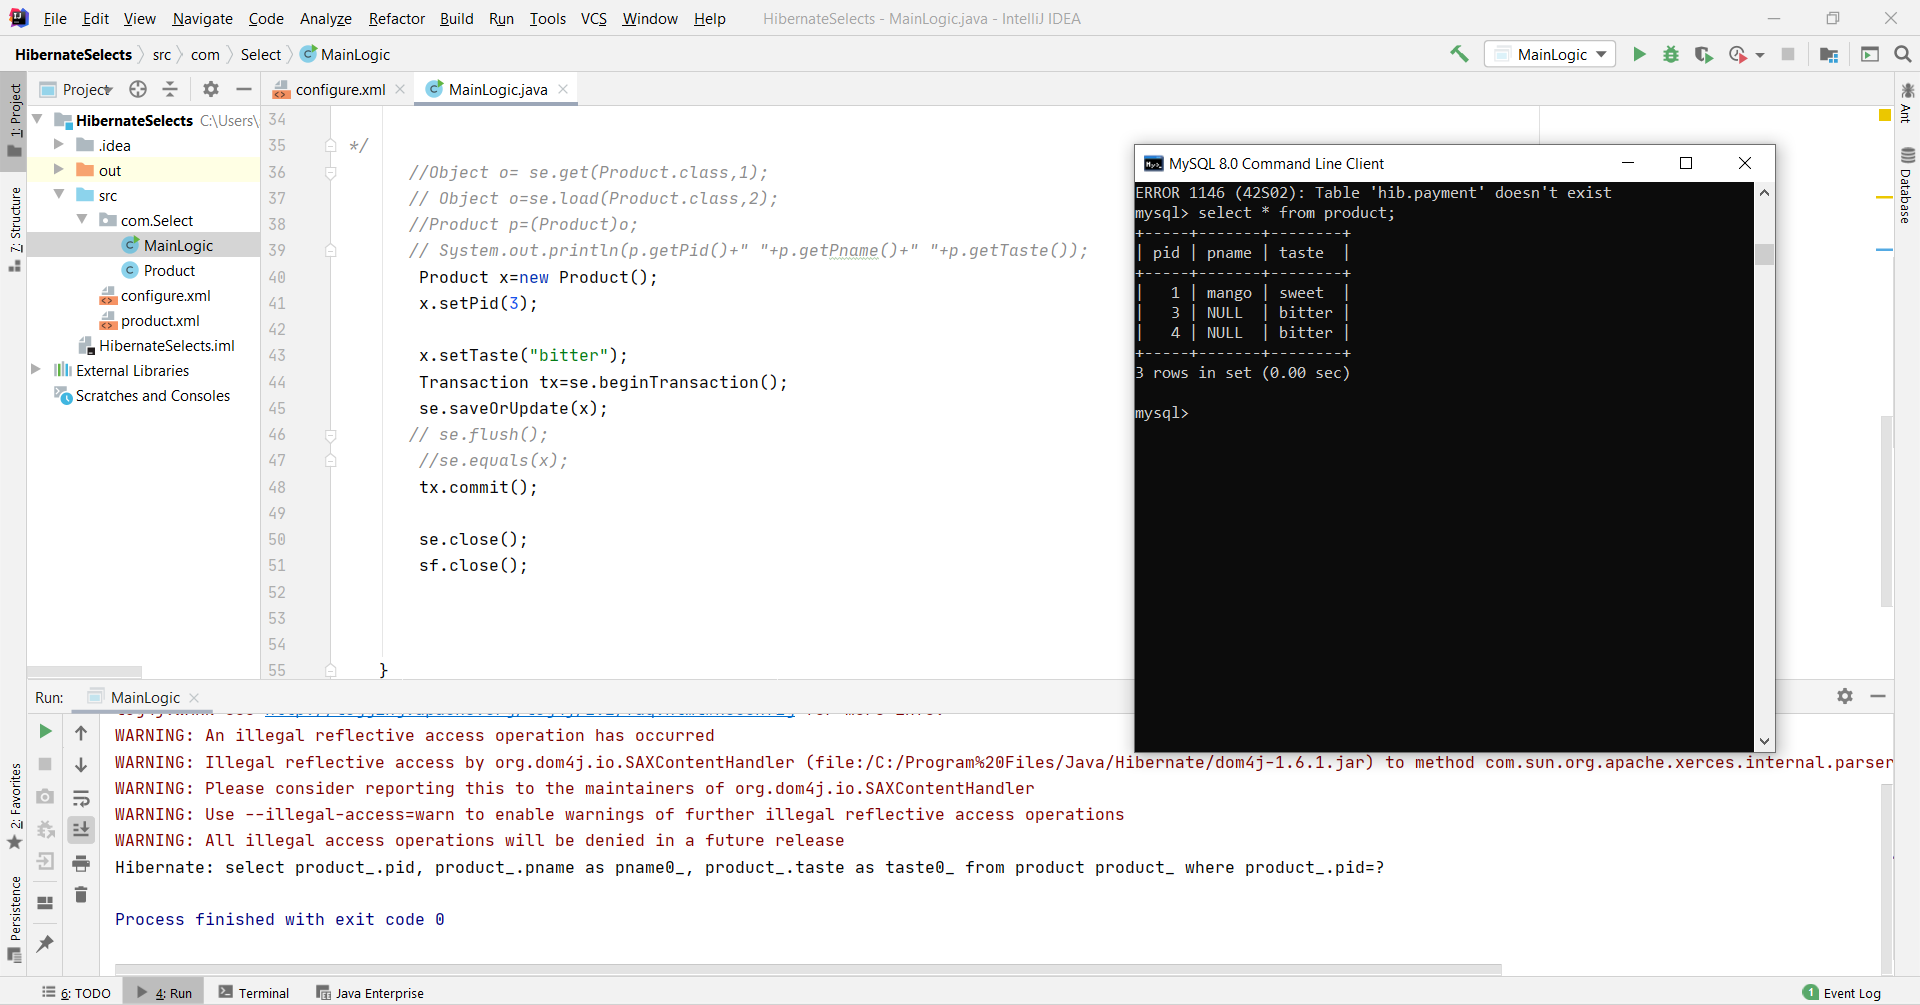 File Edit View Navigate Code Analyze Refactor Build Run Tools VCS Window Help HibernateSelects - MainLogic.java - IntelliJ IDEA
HibernateSelects src com Select MainLogic
MainLogic
1: Project
7: Structure
2: Favorites
Persistence
Project
HibernateSelects C:\Users\
.idea
out
src
com.Select
MainLogic
Product
configure.xml
product.xml
HibernateSelects.iml
External Libraries
Scratches and Consoles
configure.xml MainLogic.java
34
35 */
36 //Object o= se.get(Product.class,1);
37 // Object o=se.load(Product.class,2);
38 //Product p=(Product)o;
39 // System.out.println(p.getPid()+" "+p.getPname()+" "+p.getTaste());
40 Product x=new Product();
41 x.setPid(3);
42
43 x.setTaste("bitter");
44 Transaction tx=se.beginTransaction();
45 se.saveOrUpdate(x);
46 // se.flush();
47 //se.equals(x);
48 tx.commit();
49
50 se.close();
51 sf.close();
52
53
54
55 }
MySQL 8.0 Command Line Client
ERROR 1146 (42S02): Table 'hib.payment' doesn't exist
mysql> select * from product;
+-----+-------+--------+
| pid | pname | taste  |
+-----+-------+--------+
|   1 | mango | sweet  |
|   3 | NULL  | bitter |
|   4 | NULL  | bitter |
+-----+-------+--------+
3 rows in set (0.00 sec)
mysql>
Ant
Database
Run: MainLogic
WARNING: An illegal reflective access operation has occurred
WARNING: Illegal reflective access by org.dom4j.io.SAXContentHandler (file:/C:/Program%20Files/Java/Hibernate/dom4j-1.6.1.jar) to method com.sun.org.apache.xerces.internal.parser
WARNING: Please consider reporting this to the maintainers of org.dom4j.io.SAXContentHandler
WARNING: Use --illegal-access=warn to enable warnings of further illegal reflective access operations
WARNING: All illegal access operations will be denied in a future release
Hibernate: select product_.pid, product_.pname as pname0_, product_.taste as taste0_ from product product_ where product_.pid=?
Process finished with exit code 0
6: TODO 4: Run Terminal Java Enterprise 1 Event Log